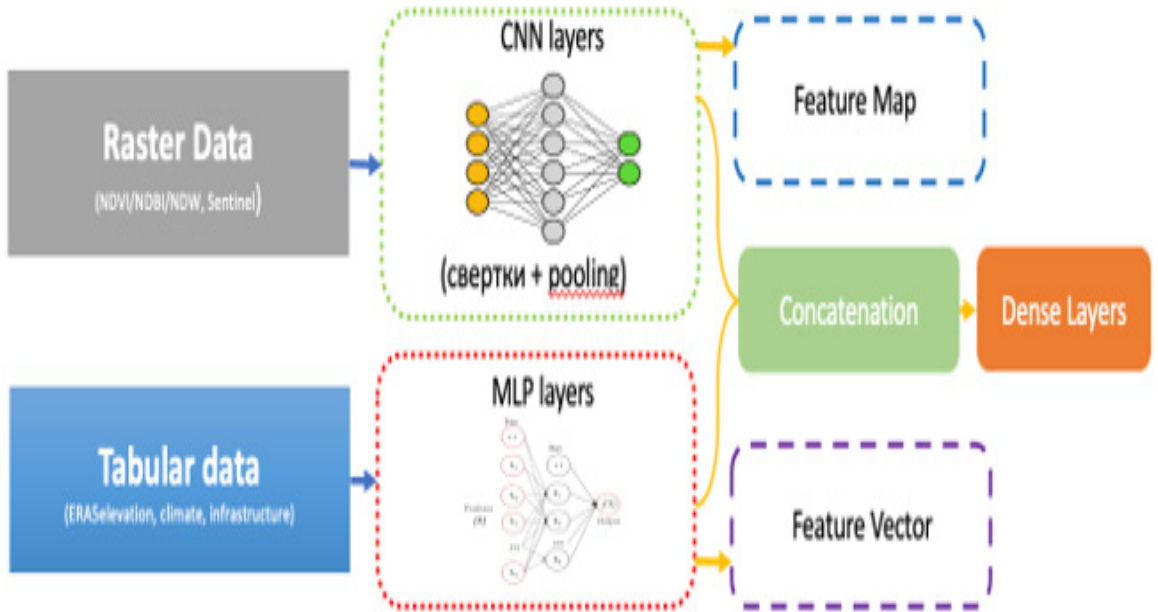 CNN layers
Raster Data
(NDVI/NDBI/NDW, Sentinel)
Feature Map
(свертки + pooling)
Concatenation
Dense Layers
MLP layers
Tabular data
(ERASelevation, climate, infrastructure)
Feature Vector